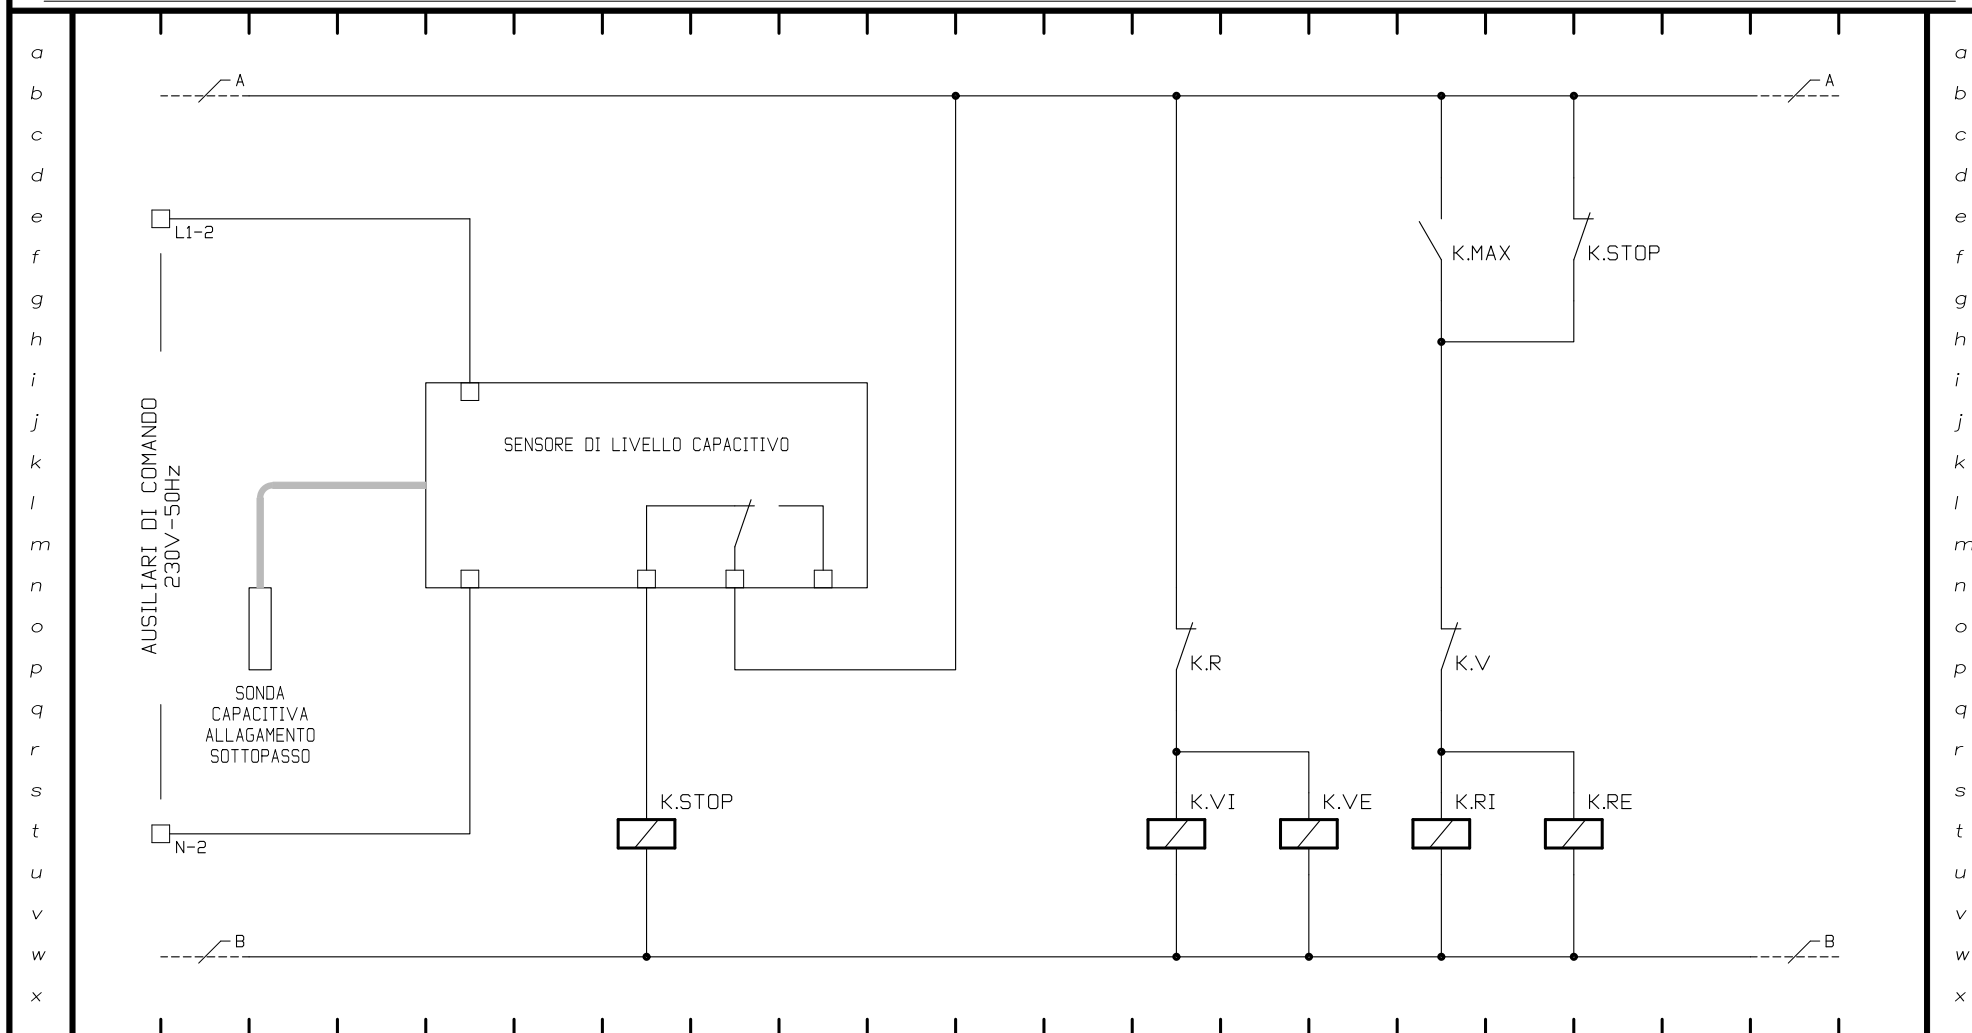 a a
b A A b
c c
d d
e e
L1-2
f K.MAX K.STOP f
g g
h h
i i
j j
SENSORE DI LIVELLO CAPACITIVO
k k
l l
AUSILIARI DI COMANDO
230V-50Hz
m m
n n
o o
p K.R K.V p
SONDA
CAPACITIVA
ALLAGAMENTO
SOTTOPASSO
q q
r r
s s
K.STOP K.VI K.VE K.RI K.RE
t t
N-2
u u
v v
w B B w
x x